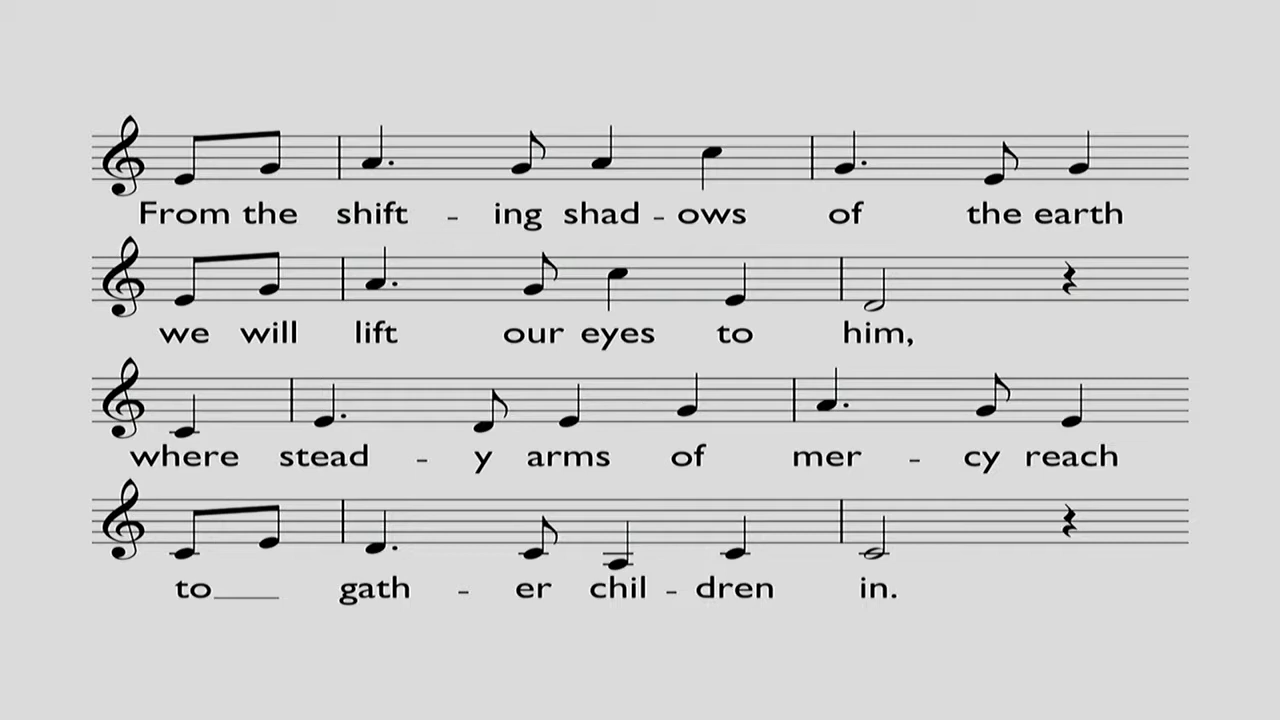 From the shift - ing shad - ows of the earth
we will lift our eyes to him,
where stead - y arms of mer - cy reach
to___ gath - er chil - dren in.